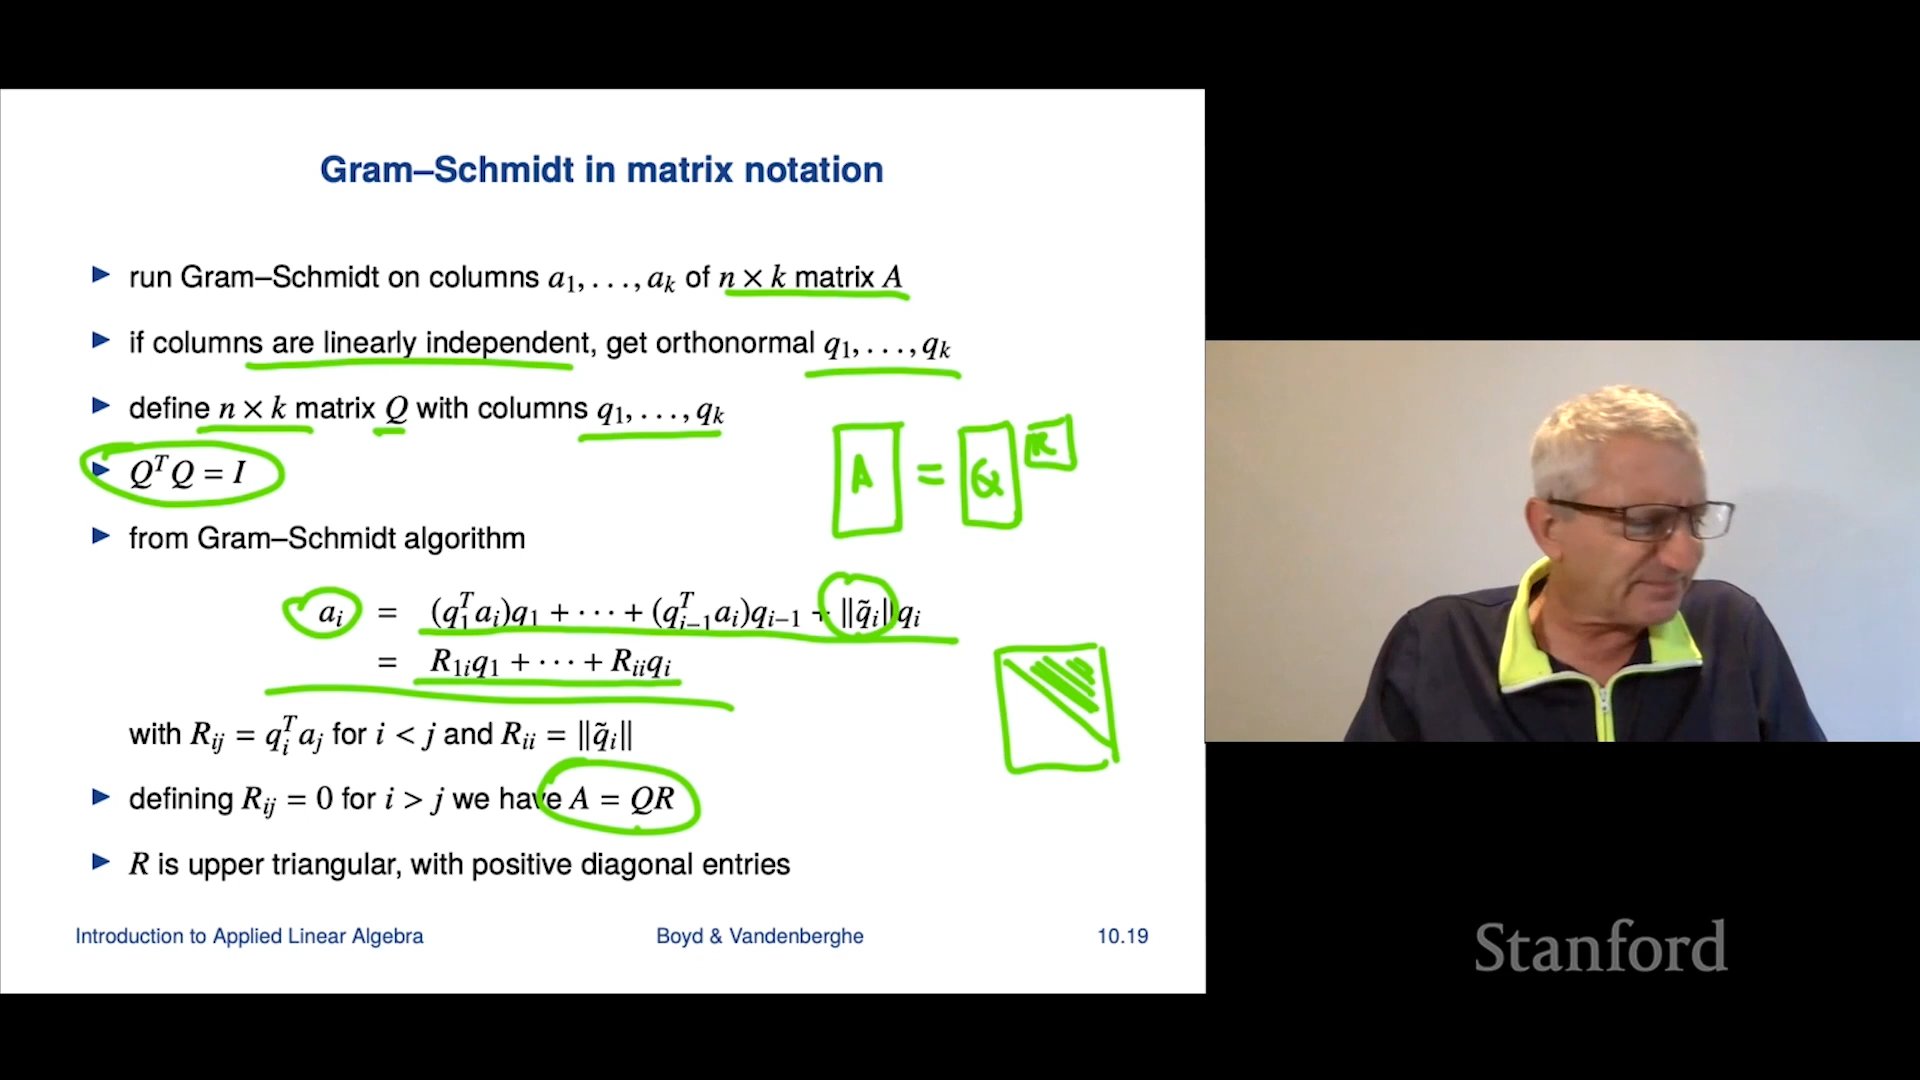 Gram–Schmidt in matrix notation
▶ run Gram–Schmidt on columns a₁, . . . , aₖ of n × k matrix A
▶ if columns are linearly independent, get orthonormal q₁, . . . , qₖ
▶ define n × k matrix Q with columns q₁, . . . , qₖ
▶ QᵀQ = I
A = Q R
▶ from Gram–Schmidt algorithm
aᵢ = (q₁ᵀaᵢ)q₁ + · · · + (qᵢ₋₁ᵀaᵢ)qᵢ₋₁ + ‖q̃ᵢ‖qᵢ
= R₁ᵢq₁ + · · · + Rᵢᵢqᵢ
with Rᵢⱼ = qᵢᵀaⱼ for i < j and Rᵢᵢ = ‖q̃ᵢ‖
▶ defining Rᵢⱼ = 0 for i > j we have A = QR
▶ R is upper triangular, with positive diagonal entries
Introduction to Applied Linear Algebra Boyd & Vandenberghe 10.19
Stanford